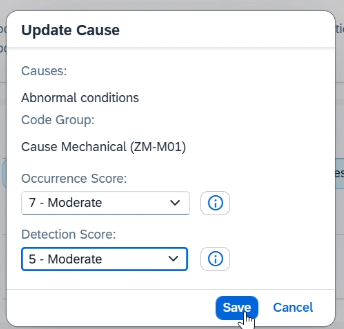 Update Cause
Causes:
Abnormal conditions
Code Group:
Cause Mechanical (ZM-M01)
Occurrence Score:
7 - Moderate
Detection Score:
5 - Moderate
Save
Cancel